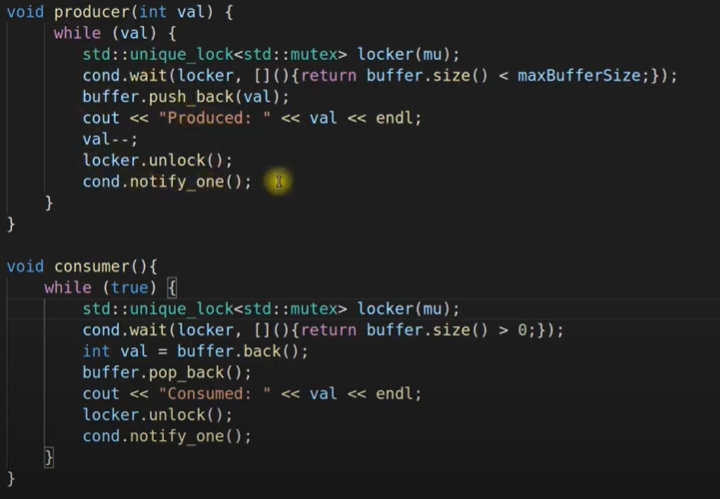 void producer(int val) {
while (val) {
std::unique_lock<std::mutex> locker(mu);
cond.wait(locker, [](){return buffer.size() < maxBufferSize;});
buffer.push_back(val);
cout << "Produced: " << val << endl;
val--;
locker.unlock();
cond.notify_one();
}
}
void consumer(){
while (true) {
std::unique_lock<std::mutex> locker(mu);
cond.wait(locker, [](){return buffer.size() > 0;});
int val = buffer.back();
buffer.pop_back();
cout << "Consumed: " << val << endl;
locker.unlock();
cond.notify_one();
}
}